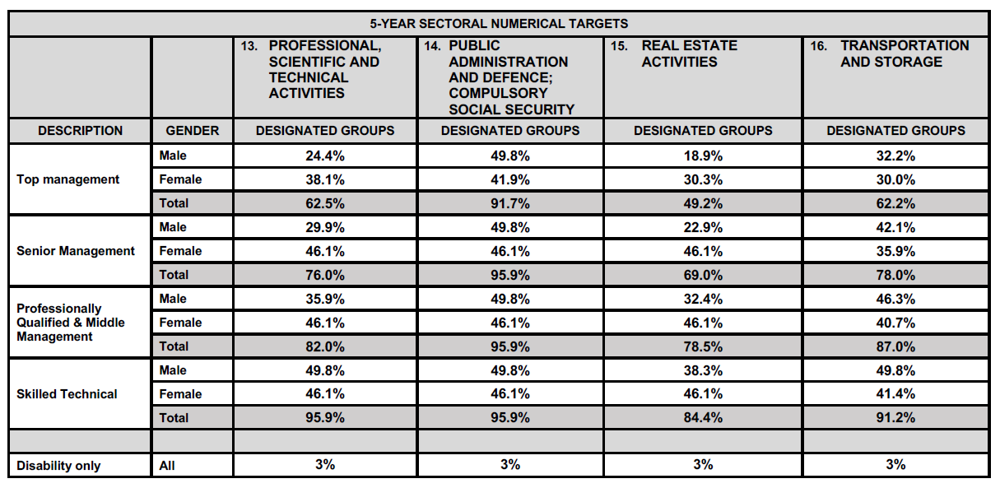 5-YEAR SECTORAL NUMERICAL TARGETS
13. PROFESSIONAL, SCIENTIFIC AND TECHNICAL ACTIVITIES
14. PUBLIC ADMINISTRATION AND DEFENCE; COMPULSORY SOCIAL SECURITY
15. REAL ESTATE ACTIVITIES
16. TRANSPORTATION AND STORAGE
DESCRIPTION GENDER DESIGNATED GROUPS DESIGNATED GROUPS DESIGNATED GROUPS DESIGNATED GROUPS
Top management
Male 24.4% 49.8% 18.9% 32.2%
Female 38.1% 41.9% 30.3% 30.0%
Total 62.5% 91.7% 49.2% 62.2%
Senior Management
Male 29.9% 49.8% 22.9% 42.1%
Female 46.1% 46.1% 46.1% 35.9%
Total 76.0% 95.9% 69.0% 78.0%
Professionally
Qualified & Middle
Management
Male 35.9% 49.8% 32.4% 46.3%
Female 46.1% 46.1% 46.1% 40.7%
Total 82.0% 95.9% 78.5% 87.0%
Skilled Technical
Male 49.8% 49.8% 38.3% 49.8%
Female 46.1% 46.1% 46.1% 41.4%
Total 95.9% 95.9% 84.4% 91.2%
Disability only All 3% 3% 3% 3%